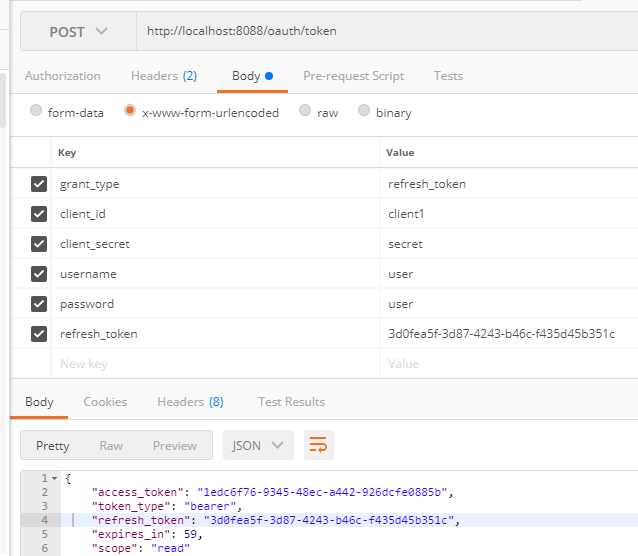 POST http://localhost:8088/oauth/token
Authorization Headers (2) Body Pre-request Script Tests
form-data x-www-form-urlencoded raw binary
Key Value
grant_type refresh_token
client_id client1
client_secret secret
username user
password user
refresh_token 3d0fea5f-3d87-4243-b46c-f435d45b351c
New key Value
Body Cookies Headers (8) Test Results
Pretty Raw Preview JSON
1 {
2 "access_token": "1edc6f76-9345-48ec-a442-926dcfe0885b",
3 "token_type": "bearer",
4 "refresh_token": "3d0fea5f-3d87-4243-b46c-f435d45b351c",
5 "expires_in": 59,
6 "scope": "read"